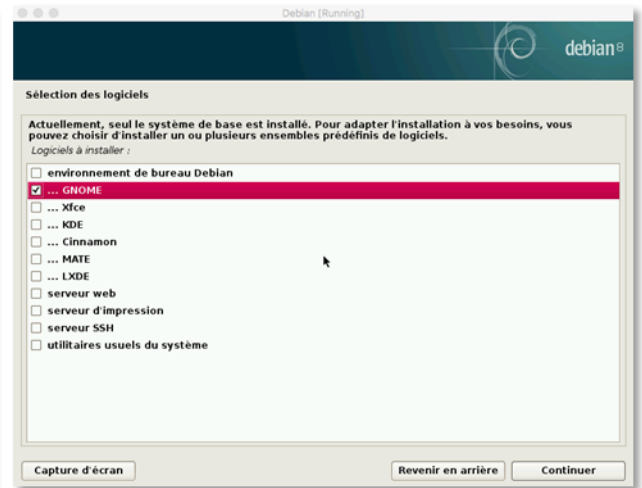 Debian [Running]
debian 8
Sélection des logiciels
Actuellement, seul le système de base est installé. Pour adapter l'installation à vos besoins, vous
pouvez choisir d'installer un ou plusieurs ensembles prédéfinis de logiciels.
Logiciels à installer :
environnement de bureau Debian
... GNOME
... Xfce
... KDE
... Cinnamon
... MATE
... LXDE
serveur web
serveur d'impression
serveur SSH
utilitaires usuels du système
Capture d'écran
Revenir en arrière
Continuer